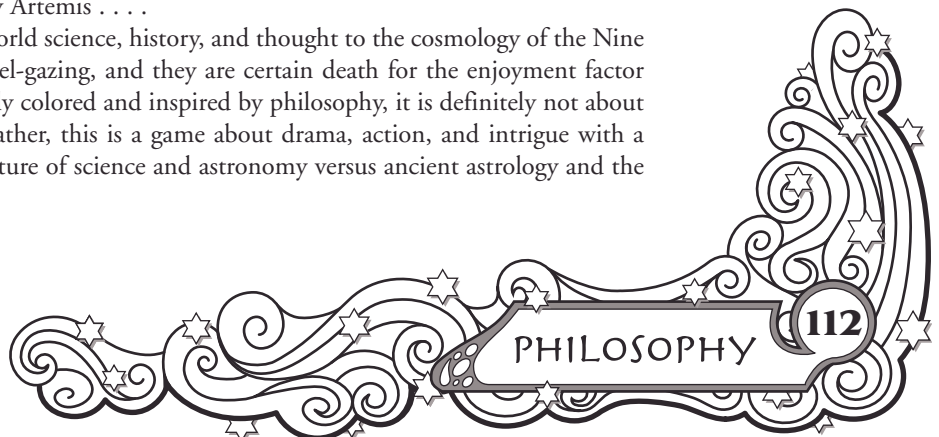 y Artemis . . . .
orld science, history, and thought to the cosmology of the Nine
el-gazing, and they are certain death for the enjoyment factor
ly colored and inspired by philosophy, it is definitely not about
ather, this is a game about drama, action, and intrigue with a
ture of science and astronomy versus ancient astrology and the
PHILOSOPHY
112